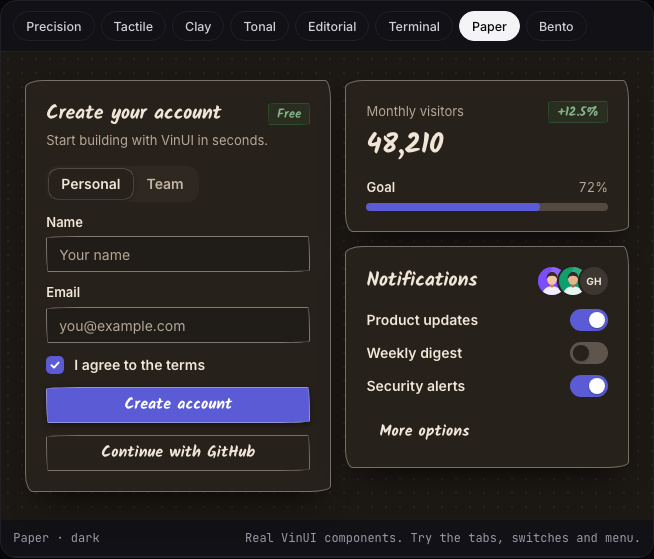 Precision Tactile Clay Tonal Editorial Terminal Paper Bento
Create your account Free
Start building with VinUI in seconds.
Personal Team
Name
Your name
Email
you@example.com
I agree to the terms
Create account
Continue with GitHub
Monthly visitors +12.5%
48,210
Goal 72%
Notifications GH
Product updates
Weekly digest
Security alerts
More options
Paper · dark Real VinUI components. Try the tabs, switches and menu.